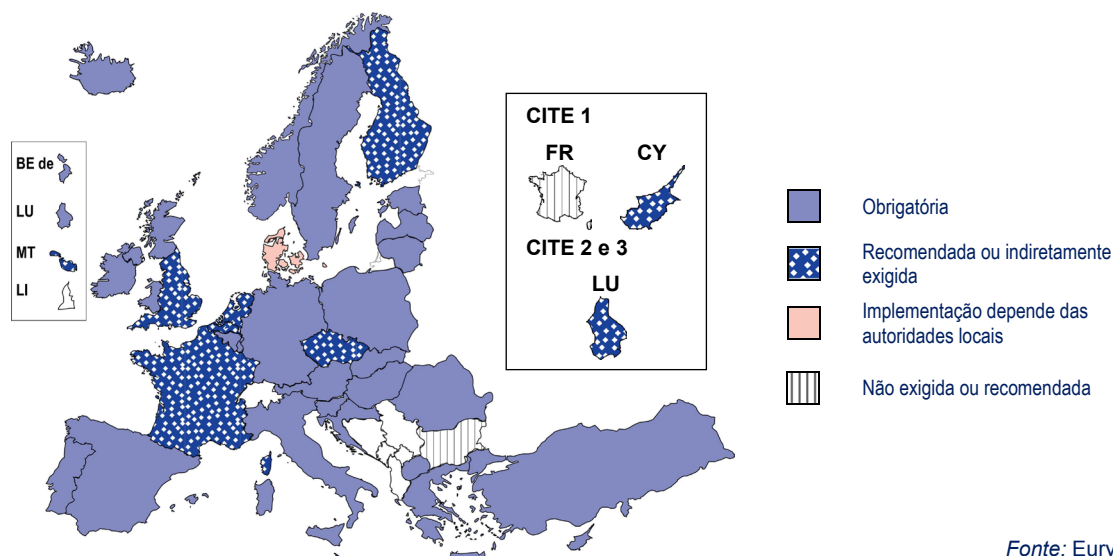 BE de
LU
MT
LI
CITE 1
FR CY
CITE 2 e 3
LU
Obrigatória
Recomendada ou indiretamente
exigida
Implementação depende das
autoridades locais
Não exigida ou recomendada
Fonte: Eury